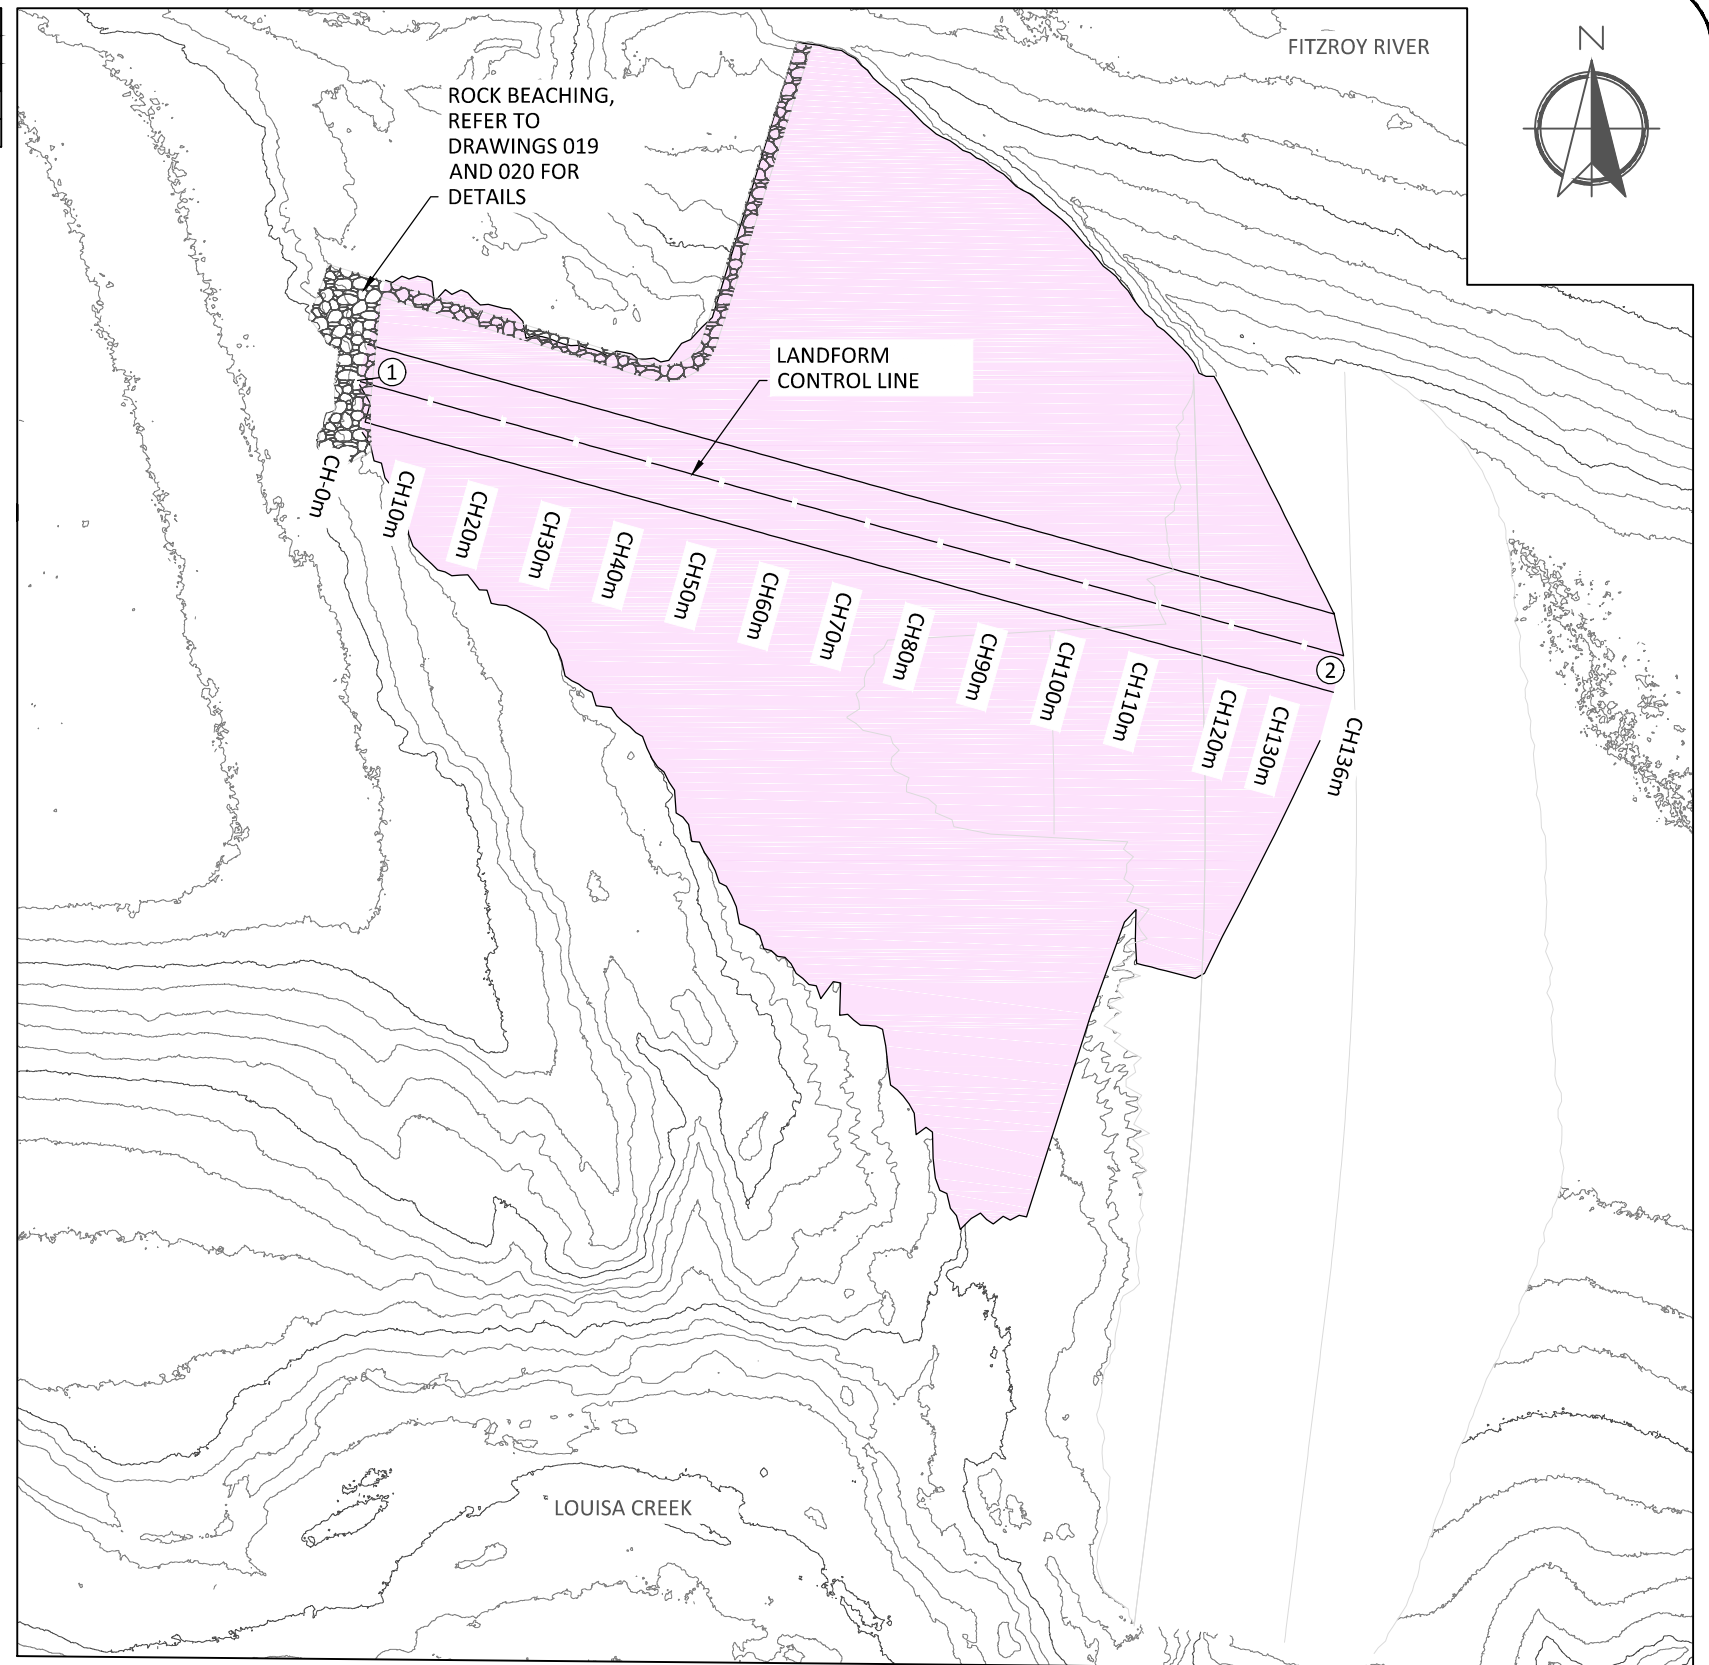 FITZROY RIVER
N
ROCK BEACHING,
REFER TO
DRAWINGS 019
AND 020 FOR
DETAILS
LANDFORM
CONTROL LINE
1
2
CH-0m
CH10m
CH20m
CH30m
CH40m
CH50m
CH60m
CH70m
CH80m
CH90m
CH100m
CH110m
CH120m
CH130m
CH136m
LOUISA CREEK